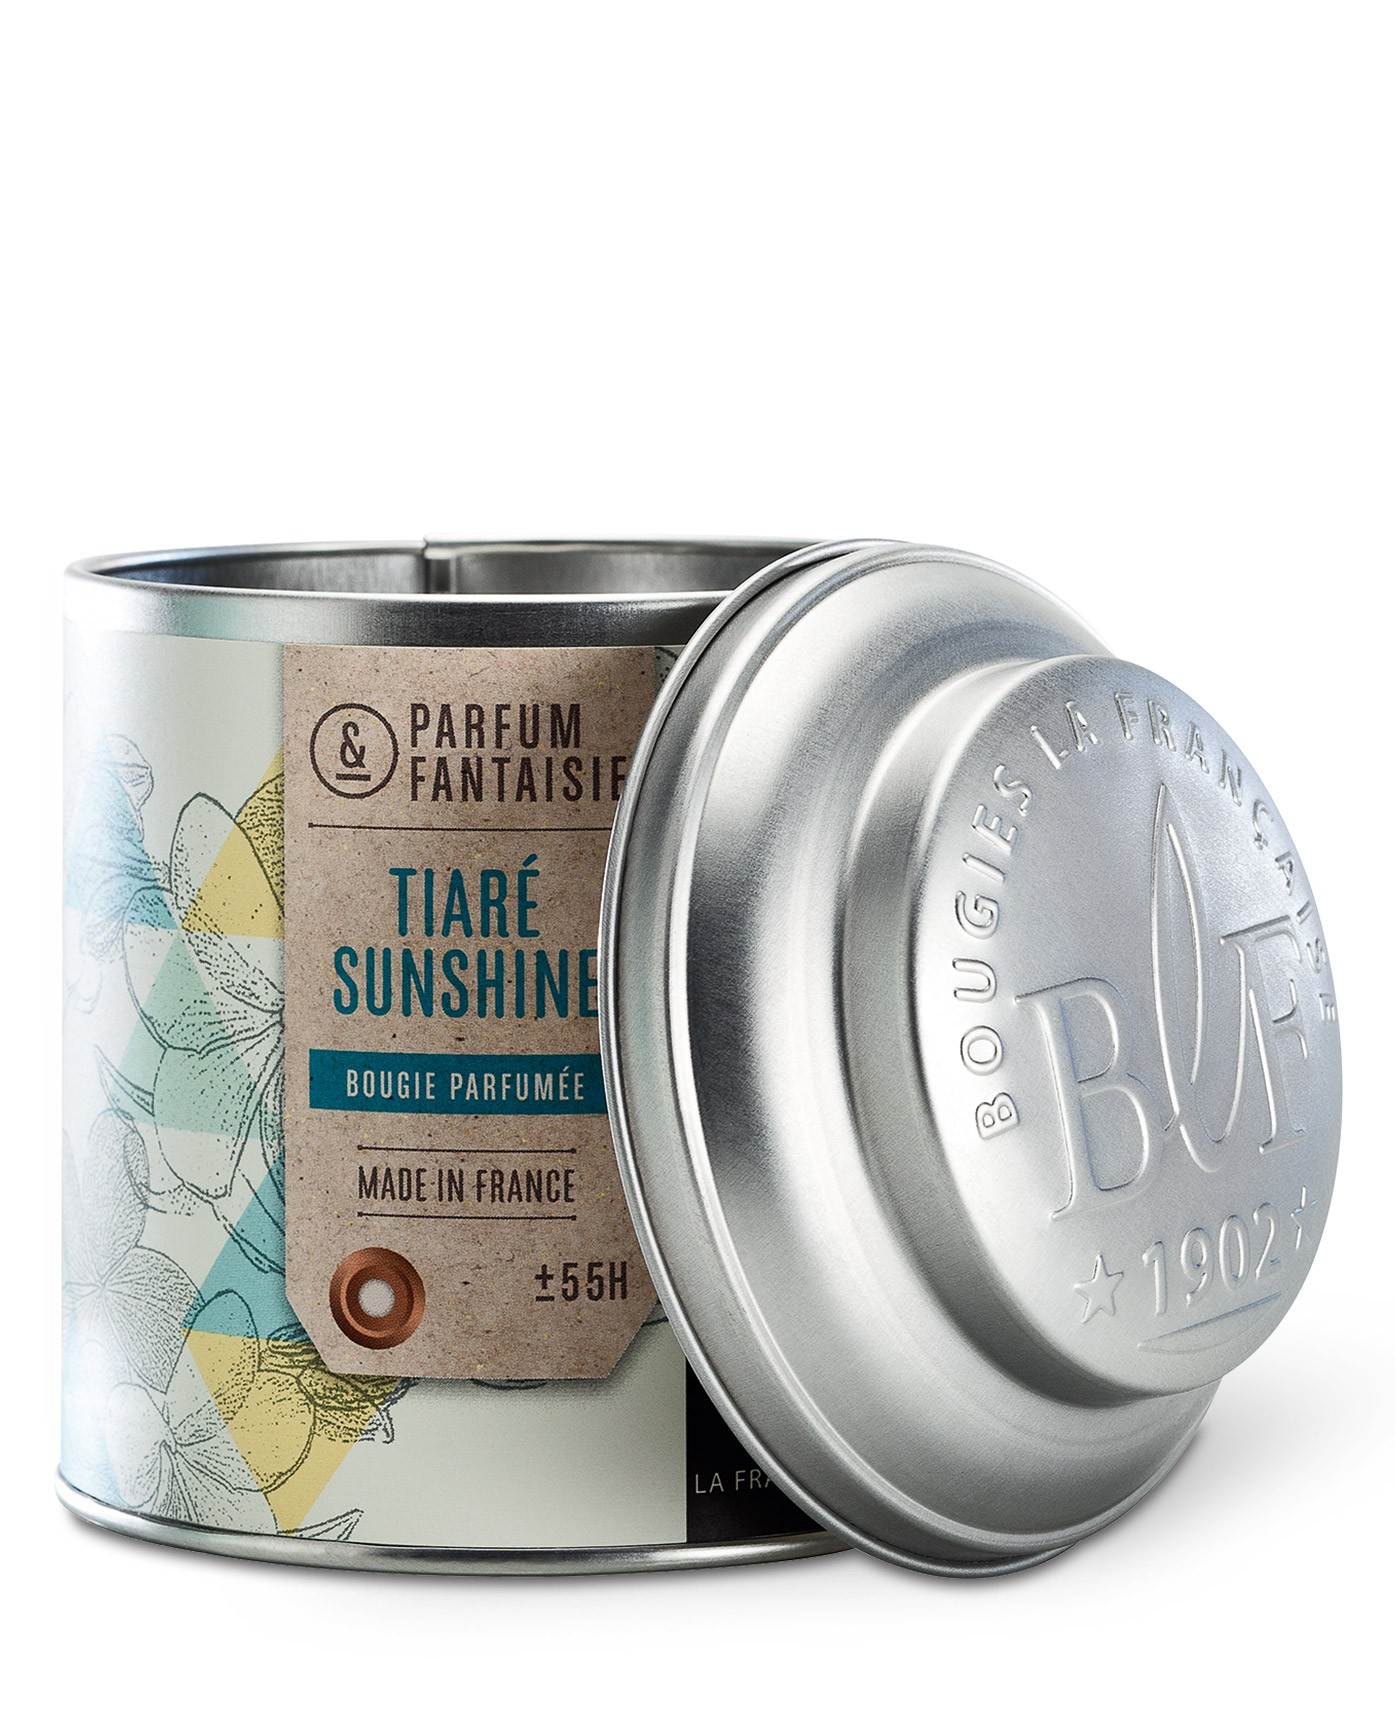 &
PARFUM
FANTAISIE
TIARÉ
SUNSHINE
BOUGIE PARFUMÉE
MADE IN FRANCE
±55H
LA FRA
BOUGIES LA FRANÇAISE
BlF
1902